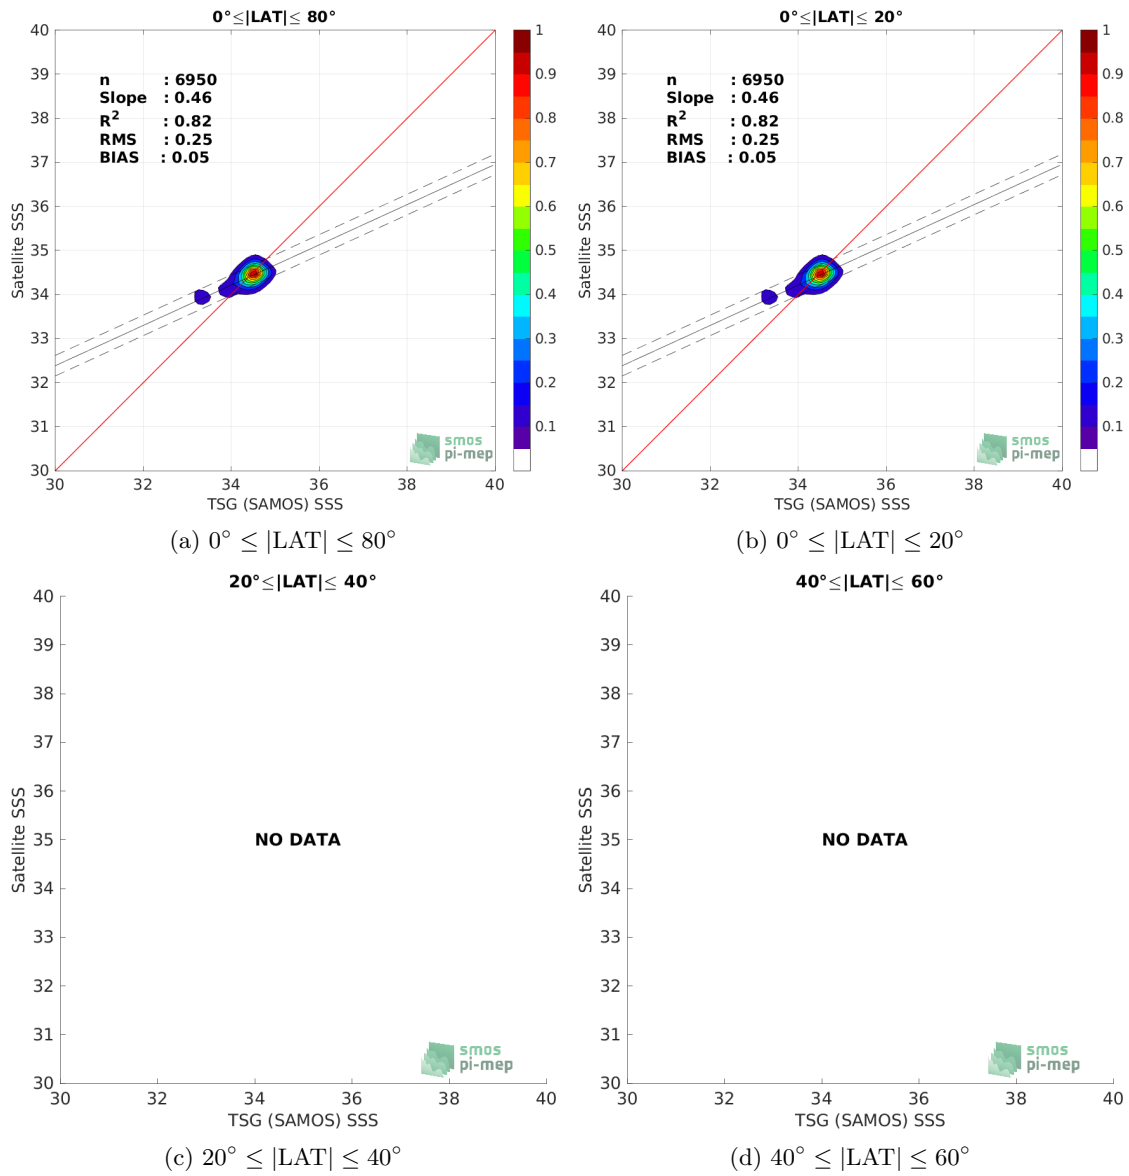 0°≤|LAT|≤ 80°
40
39
38
37
36
35
34
33
32
31
30
Satellite SSS
n : 6950
Slope : 0.46
R² : 0.82
RMS : 0.25
BIAS : 0.05
1
0.9
0.8
0.7
0.6
0.5
0.4
0.3
0.2
0.1
smos
pi-mep
30 32 34 36 38 40
TSG (SAMOS) SSS
(a) 0° ≤ |LAT| ≤ 80°
0°≤|LAT|≤ 20°
40
39
38
37
36
35
34
33
32
31
30
Satellite SSS
n : 6950
Slope : 0.46
R² : 0.82
RMS : 0.25
BIAS : 0.05
1
0.9
0.8
0.7
0.6
0.5
0.4
0.3
0.2
0.1
smos
pi-mep
30 32 34 36 38 40
TSG (SAMOS) SSS
(b) 0° ≤ |LAT| ≤ 20°
20°≤|LAT|≤ 40°
40
39
38
37
36
35
34
33
32
31
30
Satellite SSS
NO DATA
smos
pi-mep
30 32 34 36 38 40
TSG (SAMOS) SSS
(c) 20° ≤ |LAT| ≤ 40°
40°≤|LAT|≤ 60°
40
39
38
37
36
35
34
33
32
31
30
Satellite SSS
NO DATA
smos
pi-mep
30 32 34 36 38 40
TSG (SAMOS) SSS
(d) 40° ≤ |LAT| ≤ 60°